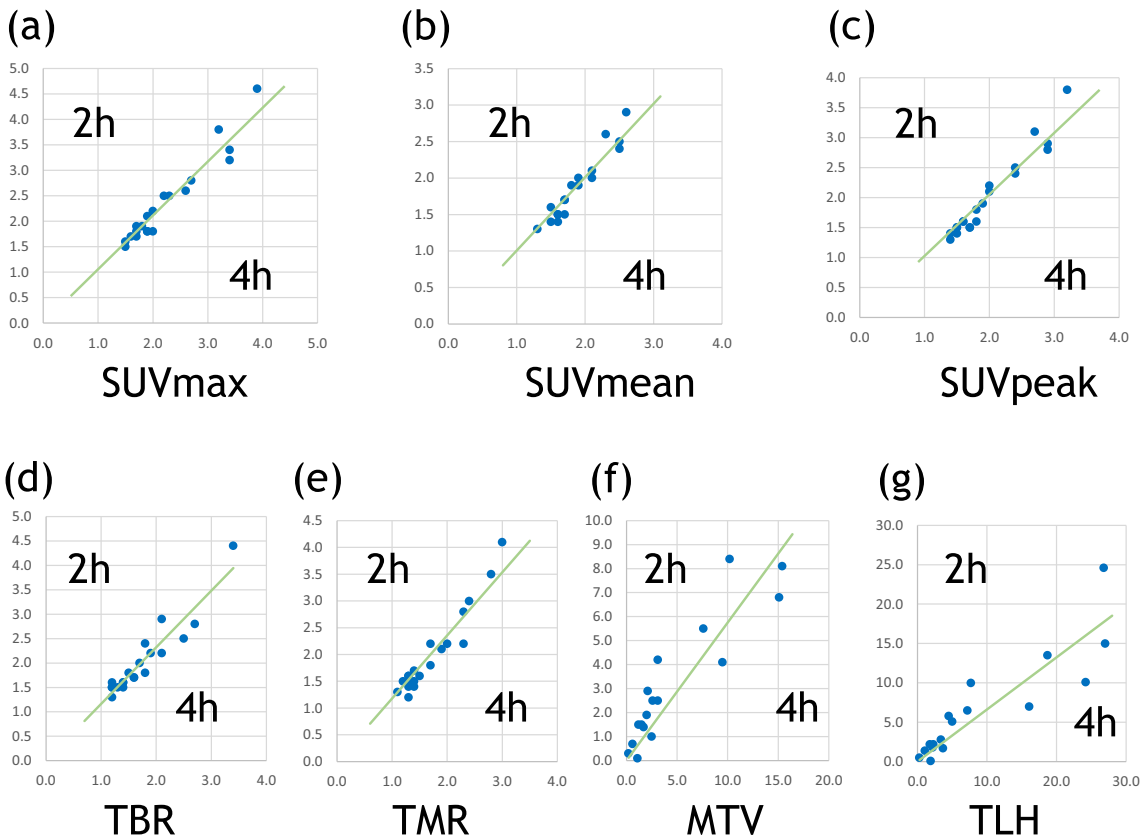 (a)
(b)
(c)
5.0
4.5
4.0
3.5
3.0
2.5
2.0
1.5
1.0
0.5
0.0
2h
4h
0.0 1.0 2.0 3.0 4.0 5.0
SUVmax
3.5
3.0
2.5
2.0
1.5
1.0
0.5
0.0
2h
4h
0.0 1.0 2.0 3.0 4.0
SUVmean
4.0
3.5
3.0
2.5
2.0
1.5
1.0
0.5
0.0
2h
4h
0.0 1.0 2.0 3.0 4.0
SUVpeak
(d)
(e)
(f)
(g)
5.0
4.5
4.0
3.5
3.0
2.5
2.0
1.5
1.0
0.5
0.0
2h
4h
0.0 1.0 2.0 3.0 4.0
TBR
4.5
4.0
3.5
3.0
2.5
2.0
1.5
1.0
0.5
0.0
2h
4h
0.0 1.0 2.0 3.0 4.0
TMR
10.0
9.0
8.0
7.0
6.0
5.0
4.0
3.0
2.0
1.0
0.0
2h
4h
0.0 5.0 10.0 15.0 20.0
MTV
30.0
25.0
20.0
15.0
10.0
5.0
0.0
2h
4h
0.0 10.0 20.0 30.0
TLH